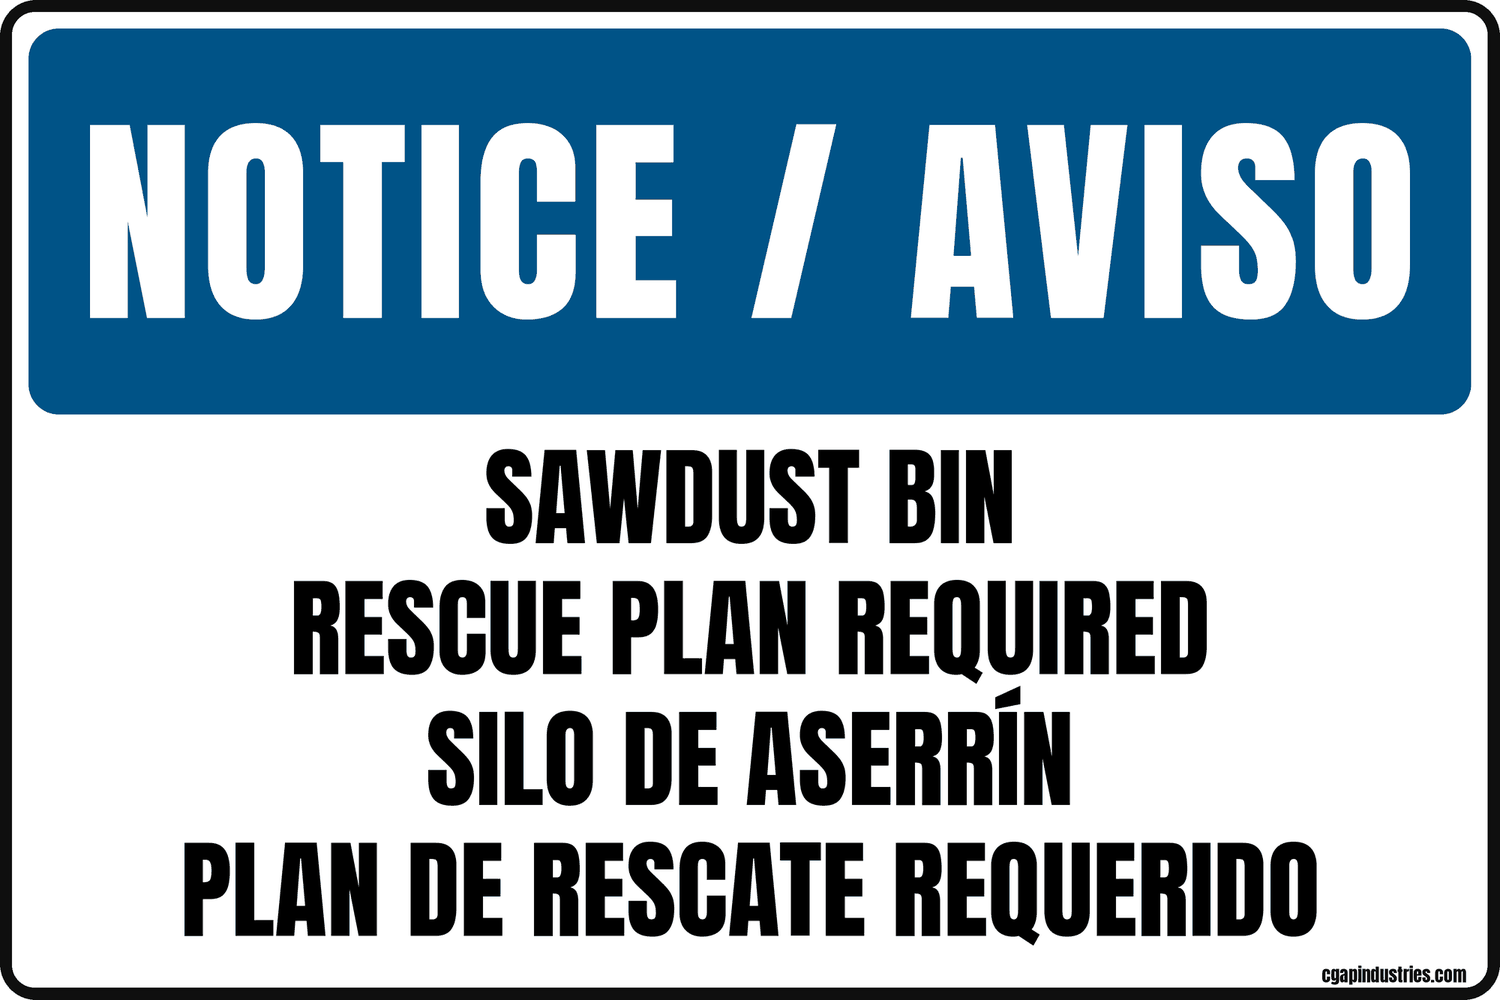 NOTICE / AVISO
SAWDUST BIN
RESCUE PLAN REQUIRED
SILO DE ASERRÍN
PLAN DE RESCATE REQUERIDO
cgapindustries.com